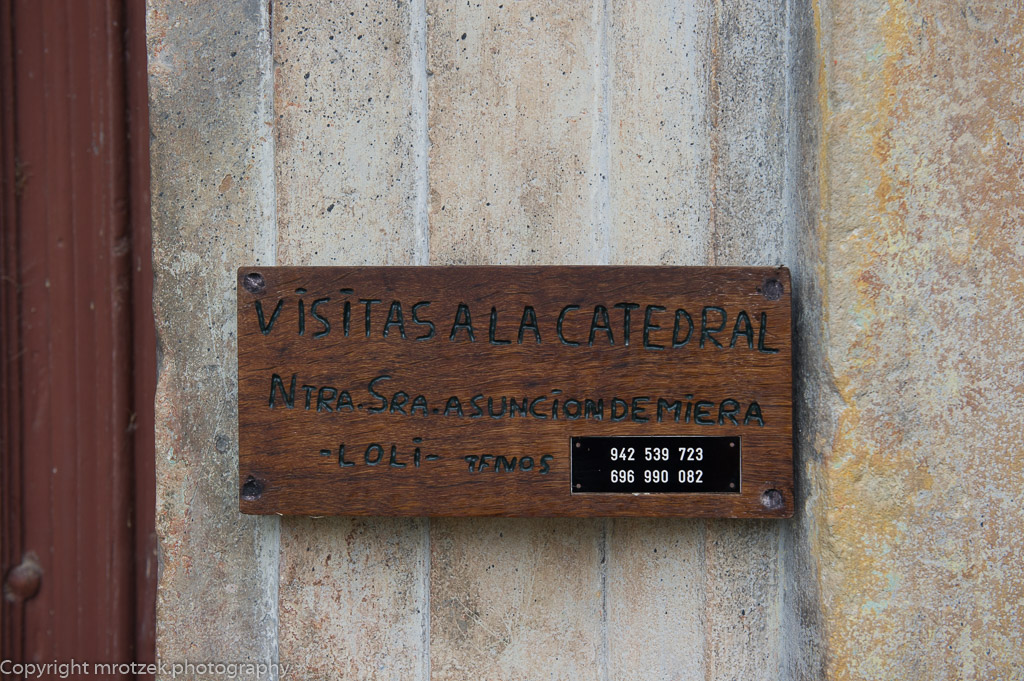 VISITAS A LA CATEDRAL
NTRA. SRA. ASUNCION DE MIERA
-LOLI- TFNOS
942 539 723
696 990 082
Copyright mrotzek.photography